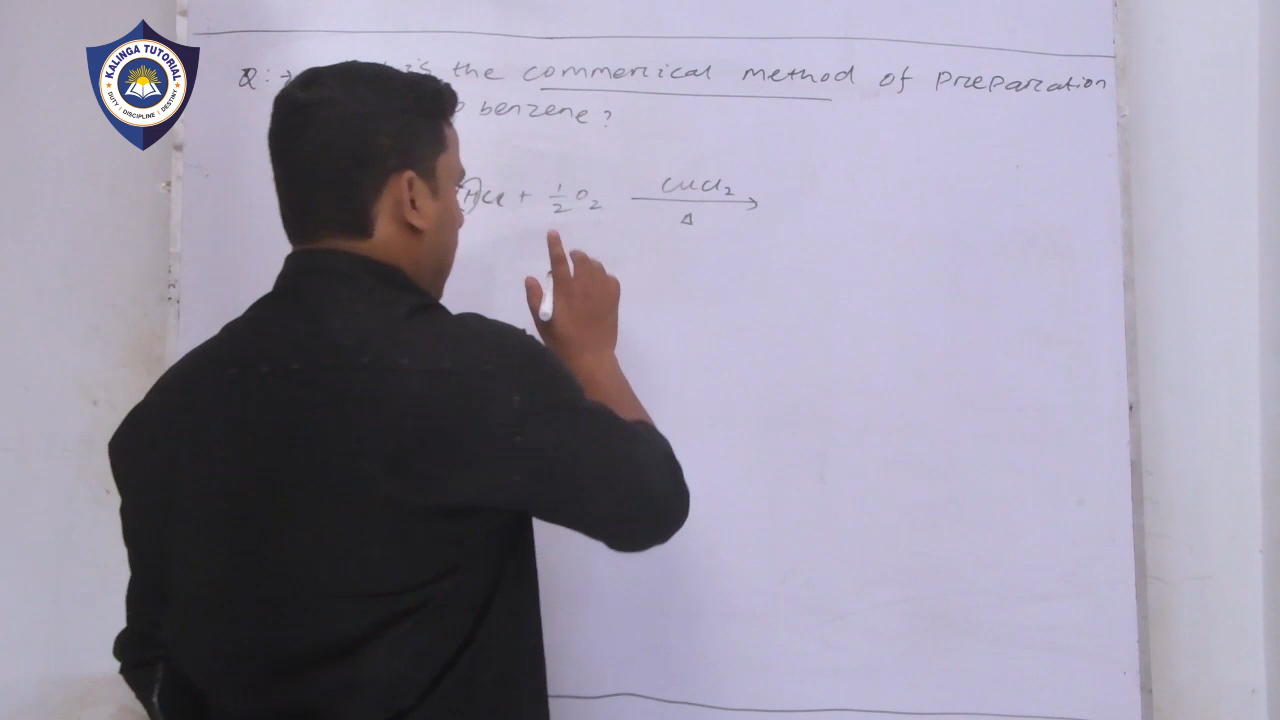 KALINGA TUTORIAL
DUTY | DISCIPLINE | DESTINY
Q:→ is the commerical method of preparation
benzene?
HCl + 1/2 O2 CuCl2 →
Δ